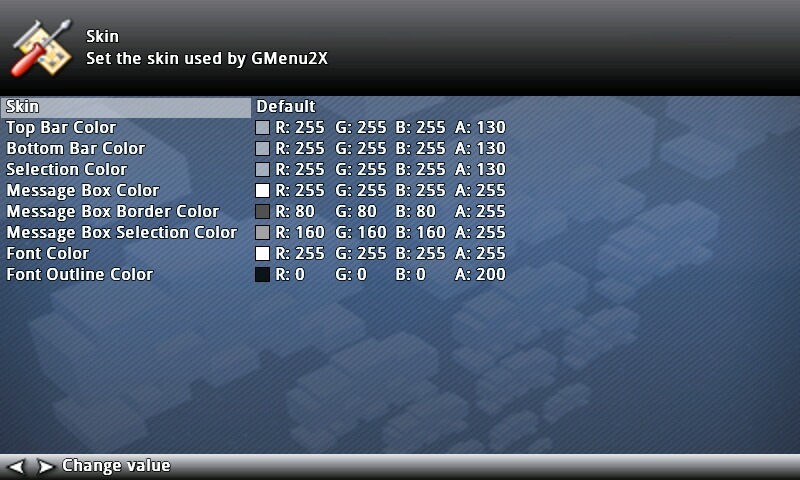 Skin
Set the skin used by GMenu2X
Skin Default
Top Bar Color R: 255 G: 255 B: 255 A: 130
Bottom Bar Color R: 255 G: 255 B: 255 A: 130
Selection Color R: 255 G: 255 B: 255 A: 130
Message Box Color R: 255 G: 255 B: 255 A: 255
Message Box Border Color R: 80 G: 80 B: 80 A: 255
Message Box Selection Color R: 160 G: 160 B: 160 A: 255
Font Color R: 255 G: 255 B: 255 A: 255
Font Outline Color R: 0 G: 0 B: 0 A: 200
Change value